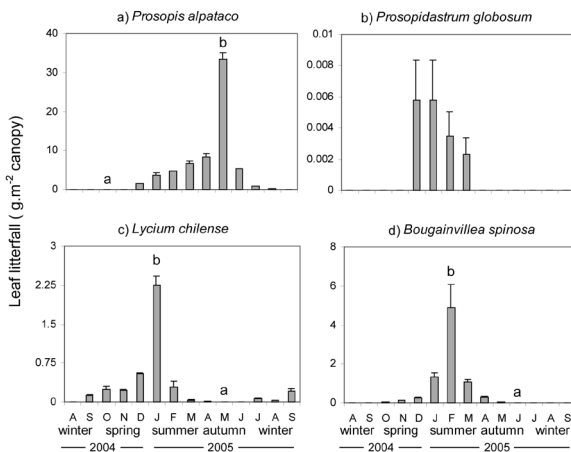 a) Prosopis alpataco
b) Prosopidastrum globosum
Leaf litterfall ( g.m-2 canopy)
40
30
20
10
0
a
b
0.01
0.008
0.006
0.004
0.002
0
c) Lycium chilense
d) Bougainvillea spinosa
3
2.25
1.5
0.75
0
b
a
8
6
4
2
0
b
a
A S O N D J F M A M J J A S
A S O N D J F M A M J J A S
winter spring summer autumn winter
winter spring summer autumn winter
2004 2005
2004 2005